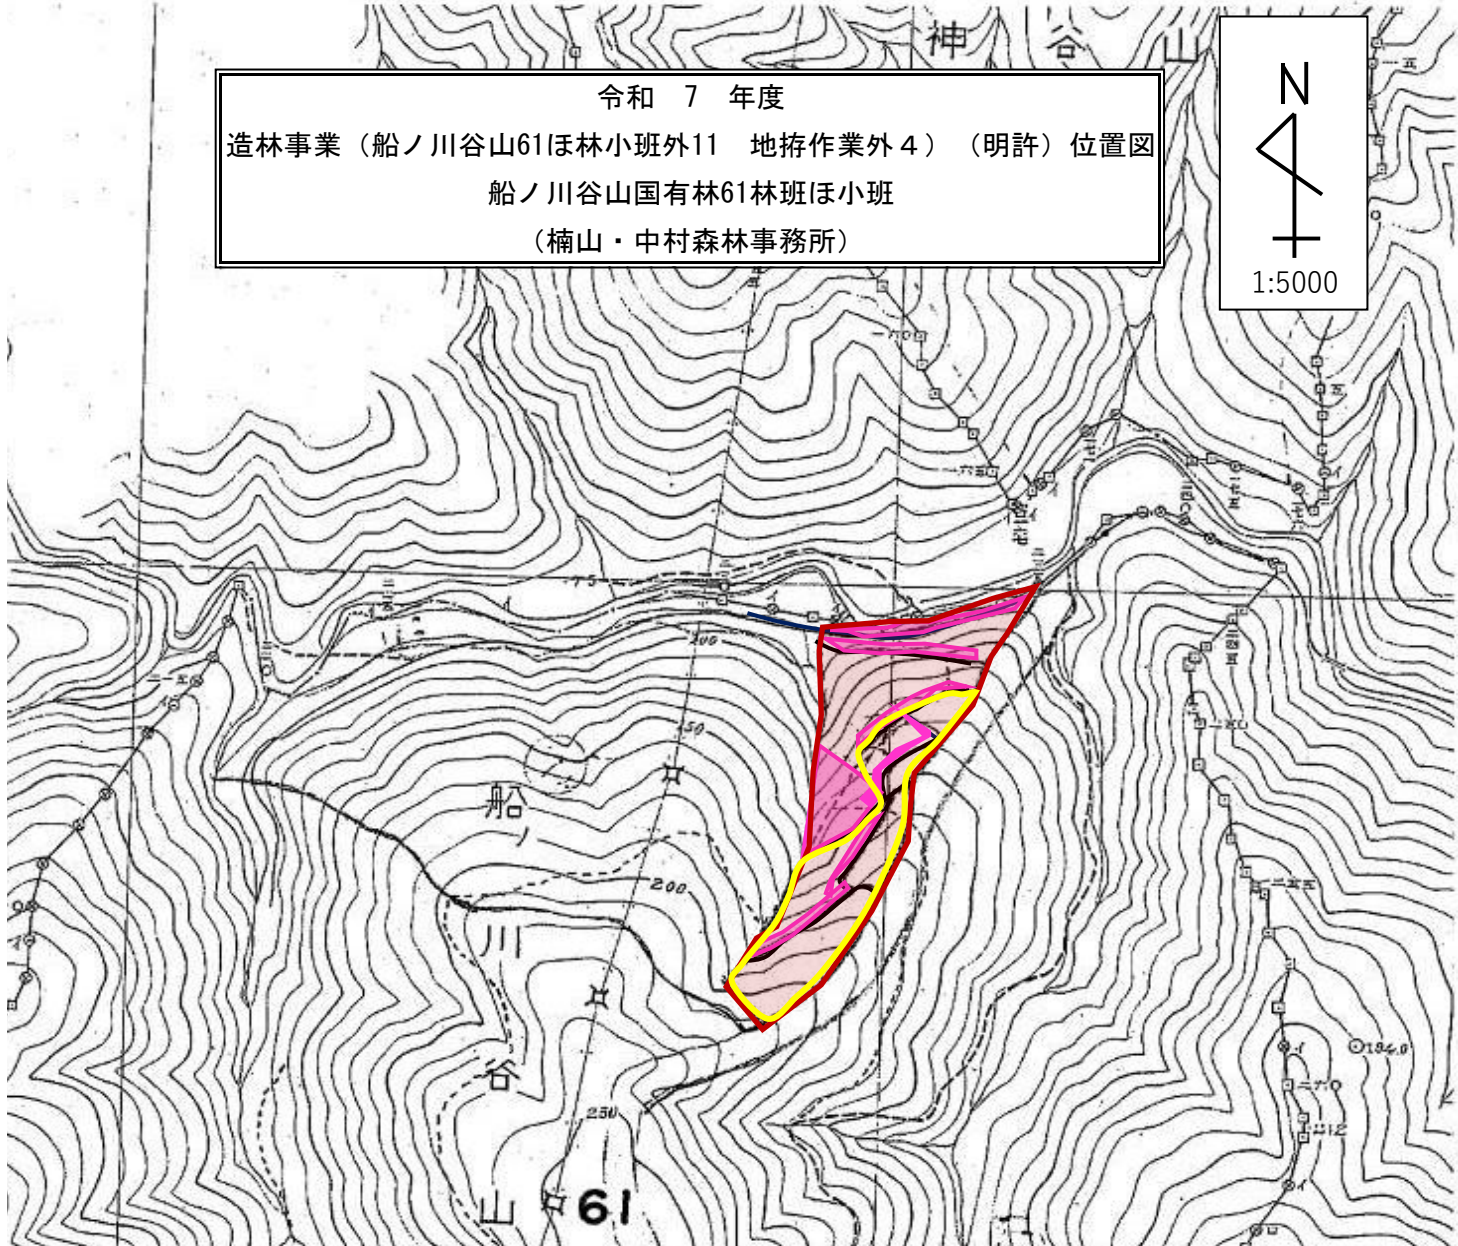 神谷山
令和　7　年度
造林事業（船ノ川谷山61ほ林小班外11　地拵作業外４）（明許）位置図
船ノ川谷山国有林61林班ほ小班
（楠山・中村森林事務所）
N
1:5000
75
100
150
200
250
船ノ川谷山
61